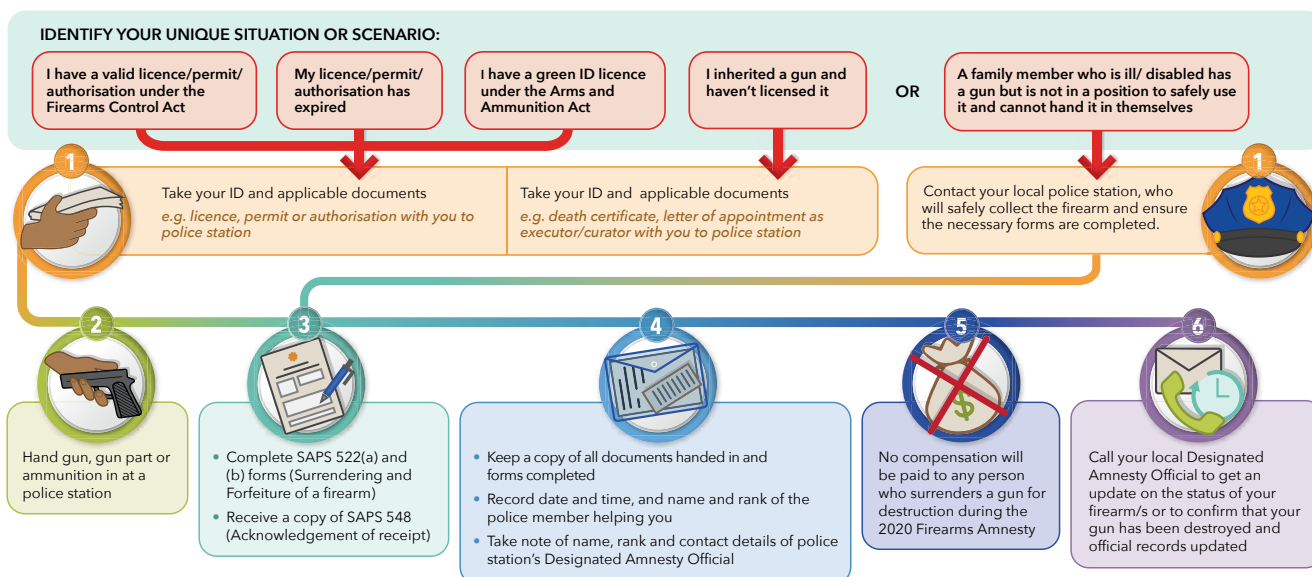 IDENTIFY YOUR UNIQUE SITUATION OR SCENARIO:
I have a valid licence/permit/
authorisation under the
Firearms Control Act
My licence/permit/
authorisation has
expired
I have a green ID licence
under the Arms and
Ammunition Act
I inherited a gun and
haven't licensed it
OR
A family member who is ill/ disabled has
a gun but is not in a position to safely use
it and cannot hand it in themselves
1
Take your ID and applicable documents
e.g. licence, permit or authorisation with you to
police station
Take your ID and applicable documents
e.g. death certificate, letter of appointment as
executor/curator with you to police station
1
Contact your local police station, who
will safely collect the firearm and ensure
the necessary forms are completed.
2
Hand gun, gun part or
ammunition in at a
police station
3
• Complete SAPS 522(a) and
(b) forms (Surrendering and
Forfeiture of a firearm)
• Receive a copy of SAPS 548
(Acknowledgement of receipt)
4
• Keep a copy of all documents handed in and
forms completed
• Record date and time, and name and rank of the
police member helping you
• Take note of name, rank and contact details of police
station's Designated Amnesty Official
5
$
No compensation will
be paid to any person
who surrenders a gun for
destruction during the
2020 Firearms Amnesty
6
Call your local Designated
Amnesty Official to get an
update on the status of your
firearm/s or to confirm that your
gun has been destroyed and
official records updated